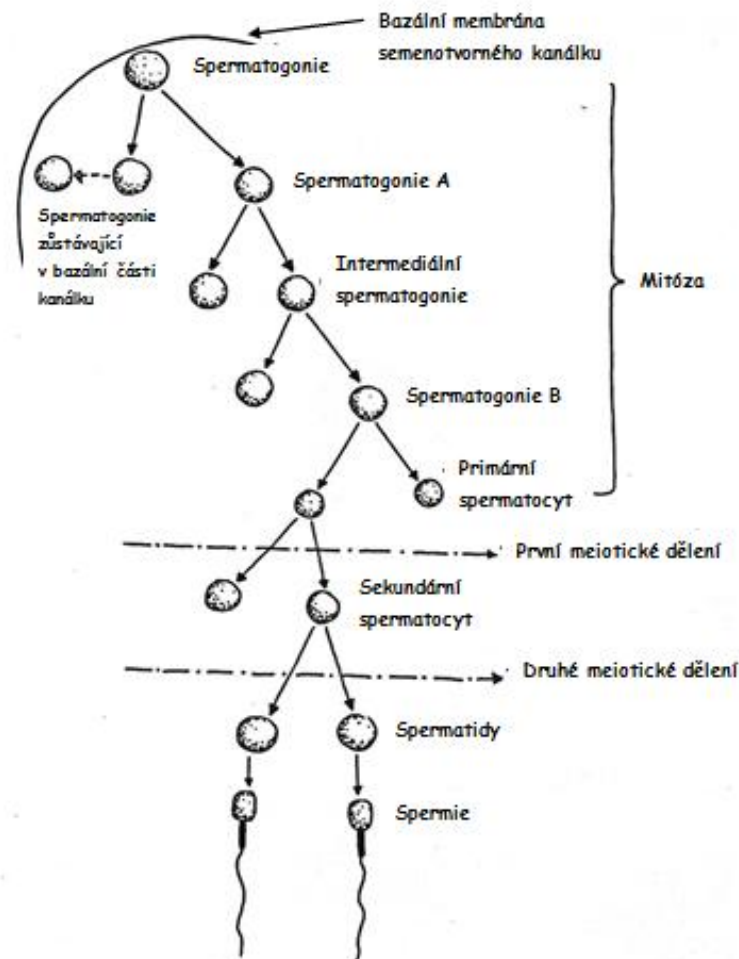 Bazální membrána
semenotvorného kanálku
Spermatogonie
Spermatogonie A
Spermatogonie
zůstávající
v bazální části
kanálku
Intermediální
spermatogonie
Mitóza
Spermatogonie B
Primární
spermatocyt
První meiotické dělení
Sekundární
spermatocyt
Druhé meiotické dělení
Spermatidy
Spermie